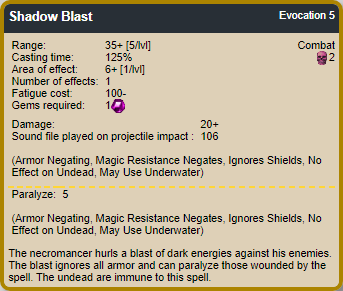 Shadow Blast Evocation 5
Range: 35+ [5/lvl] Combat
Casting time: 125% 2
Area of effect: 6+ [1/lvl]
Number of effects: 1
Fatigue cost: 100-
Gems required: 1
Damage: 20+
Sound file played on projectile impact : 106
(Armor Negating, Magic Resistance Negates, Ignores Shields, No
Effect on Undead, May Use Underwater)
Paralyze: 5
(Armor Negating, Magic Resistance Negates, Ignores Shields, No
Effect on Undead, May Use Underwater)
The necromancer hurls a blast of dark energies against his enemies.
The blast ignores all armor and can paralyze those wounded by the
spell. The undead are immune to this spell.